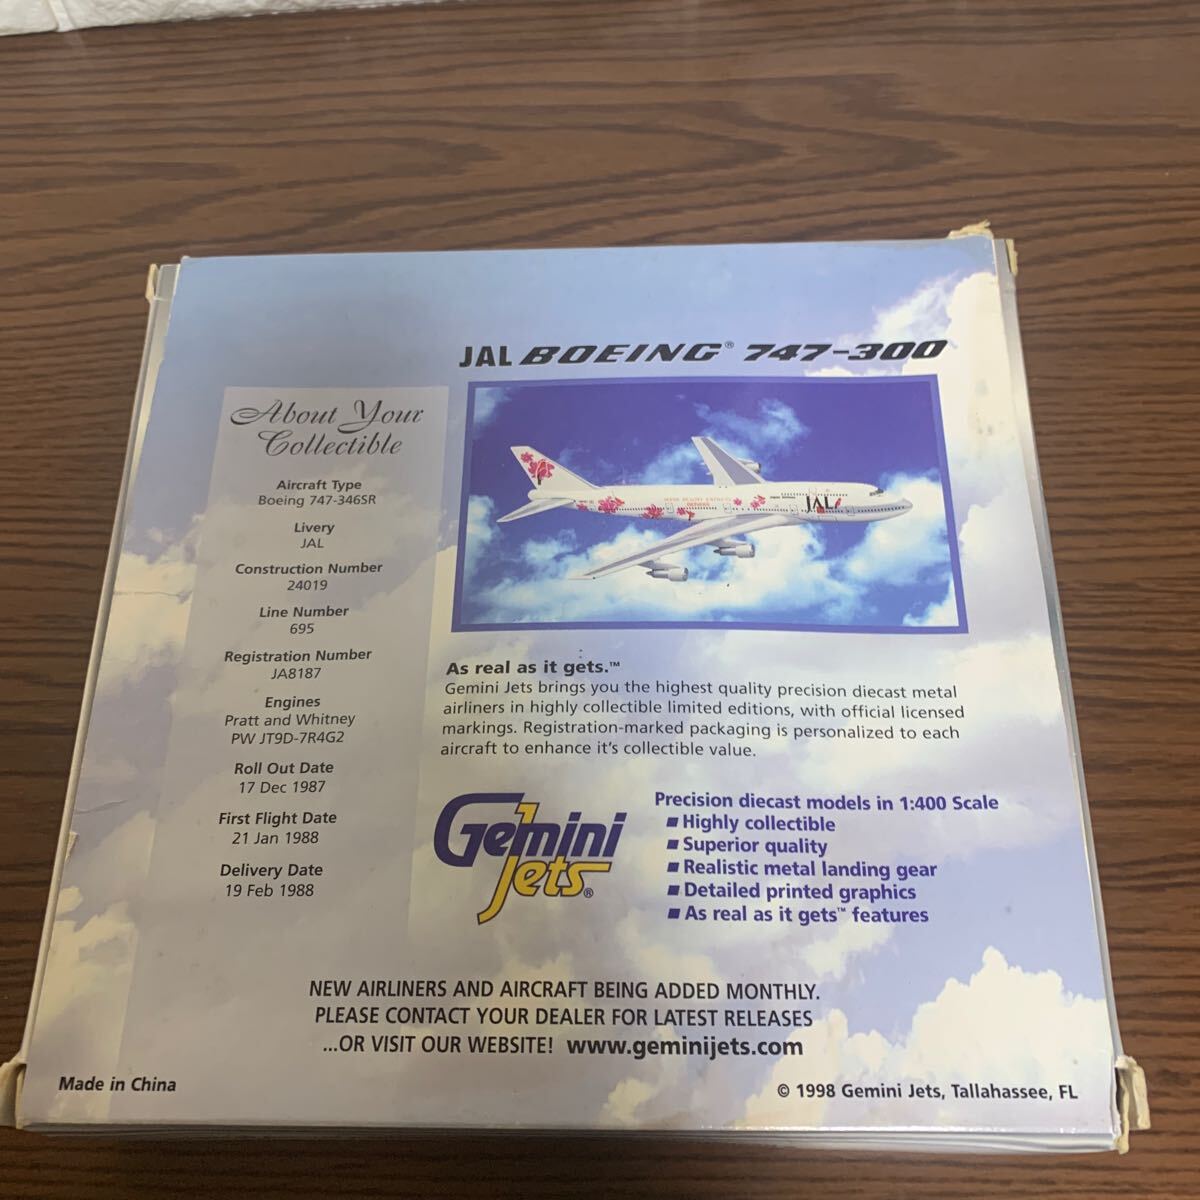 JAL BOEING® 747-300
About Your
Collectible
Aircraft Type
Boeing 747-346SR
Livery
JAL
Construction Number
24019
Line Number
695
Registration Number
JA8187
Engines
Pratt and Whitney
PW JT9D-7R4G2
Roll Out Date
17 Dec 1987
First Flight Date
21 Jan 1988
Delivery Date
19 Feb 1988
JAL
As real as it gets.™
Gemini Jets brings you the highest quality precision diecast metal
airliners in highly collectible limited editions, with official licensed
markings. Registration-marked packaging is personalized to each
aircraft to enhance it's collectible value.
Gemini
Jets®
Precision diecast models in 1:400 Scale
■ Highly collectible
■ Superior quality
■ Realistic metal landing gear
■ Detailed printed graphics
■ As real as it gets™ features
NEW AIRLINERS AND AIRCRAFT BEING ADDED MONTHLY.
PLEASE CONTACT YOUR DEALER FOR LATEST RELEASES
...OR VISIT OUR WEBSITE! www.geminijets.com
Made in China
© 1998 Gemini Jets, Tallahassee, FL